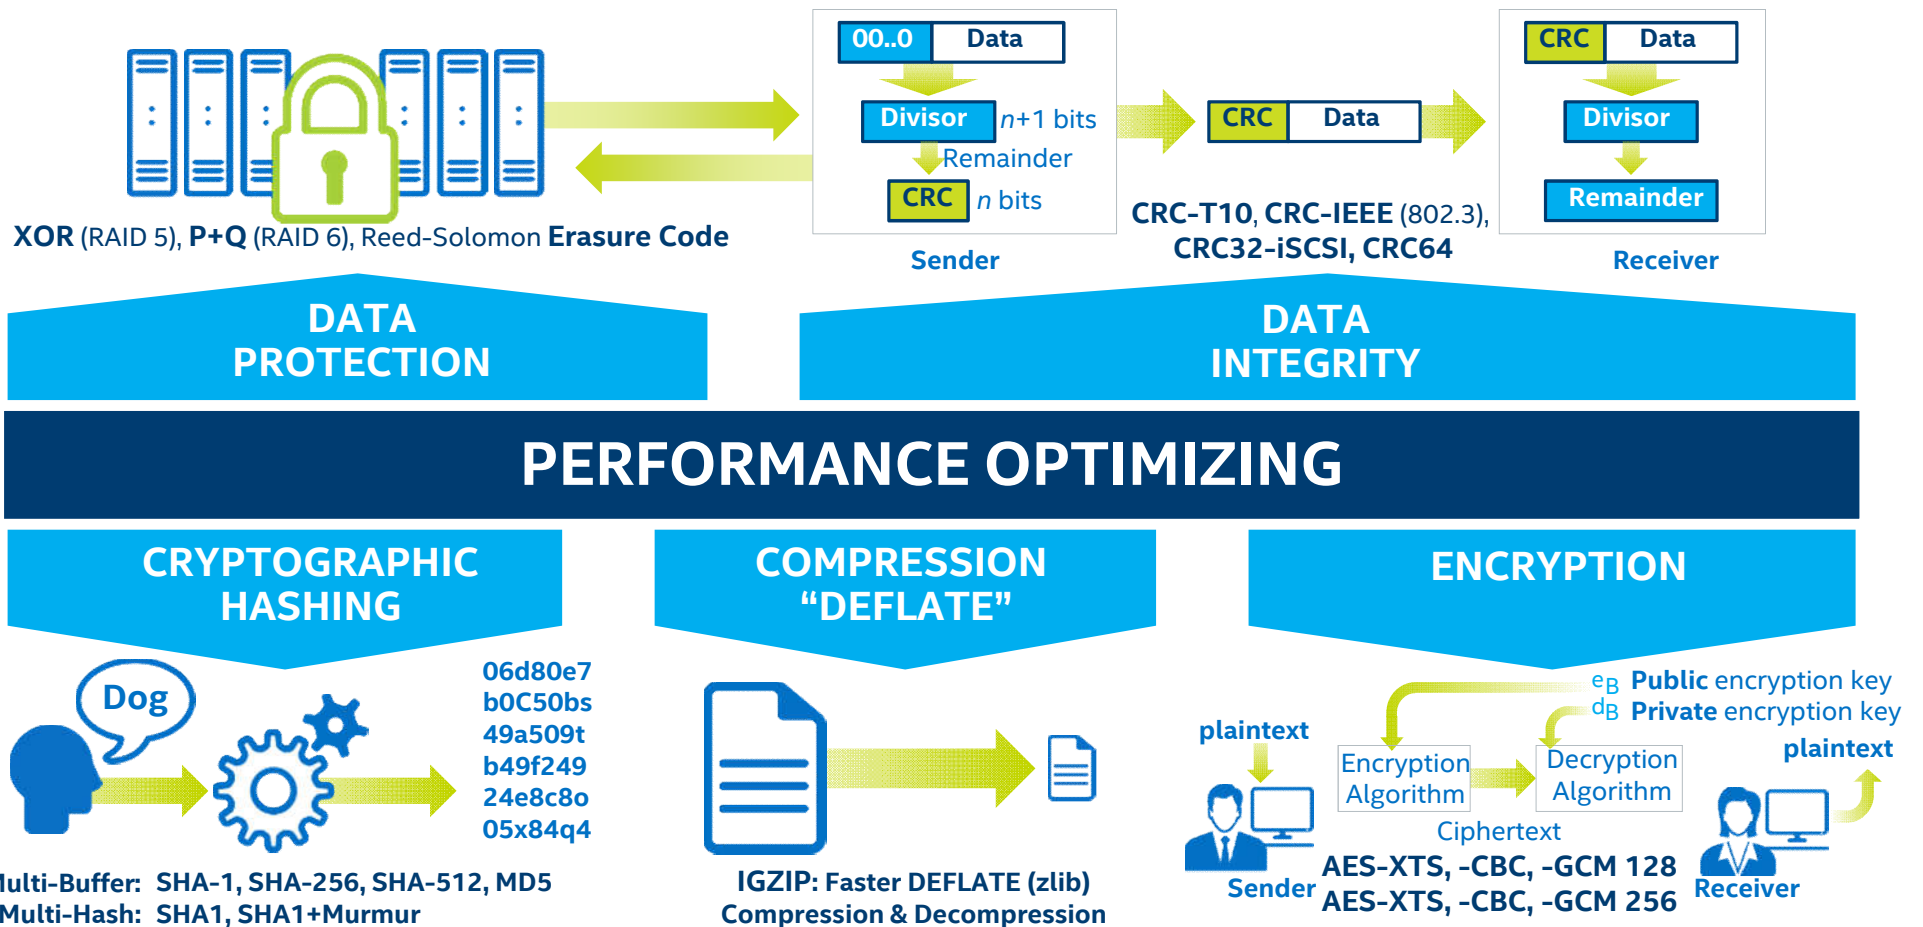 00..0 Data
Divisor n+1 bits
Remainder
CRC n bits
Sender
CRC Data
CRC-T10, CRC-IEEE (802.3),
CRC32-iSCSI, CRC64
CRC Data
Divisor
Remainder
Receiver
XOR (RAID 5), P+Q (RAID 6), Reed-Solomon Erasure Code
DATA
PROTECTION
DATA
INTEGRITY
PERFORMANCE OPTIMIZING
CRYPTOGRAPHIC
HASHING
COMPRESSION
“DEFLATE”
ENCRYPTION
Dog
06d80e7
b0C50bs
49a509t
b49f249
24e8c8o
05x84q4
Multi-Buffer: SHA-1, SHA-256, SHA-512, MD5
Multi-Hash: SHA1, SHA1+Murmur
IGZIP: Faster DEFLATE (zlib)
Compression & Decompression
eB Public encryption key
dB Private encryption key
plaintext
plaintext
Encryption
Algorithm
Decryption
Algorithm
Ciphertext
Sender
AES-XTS, -CBC, -GCM 128
AES-XTS, -CBC, -GCM 256
Receiver